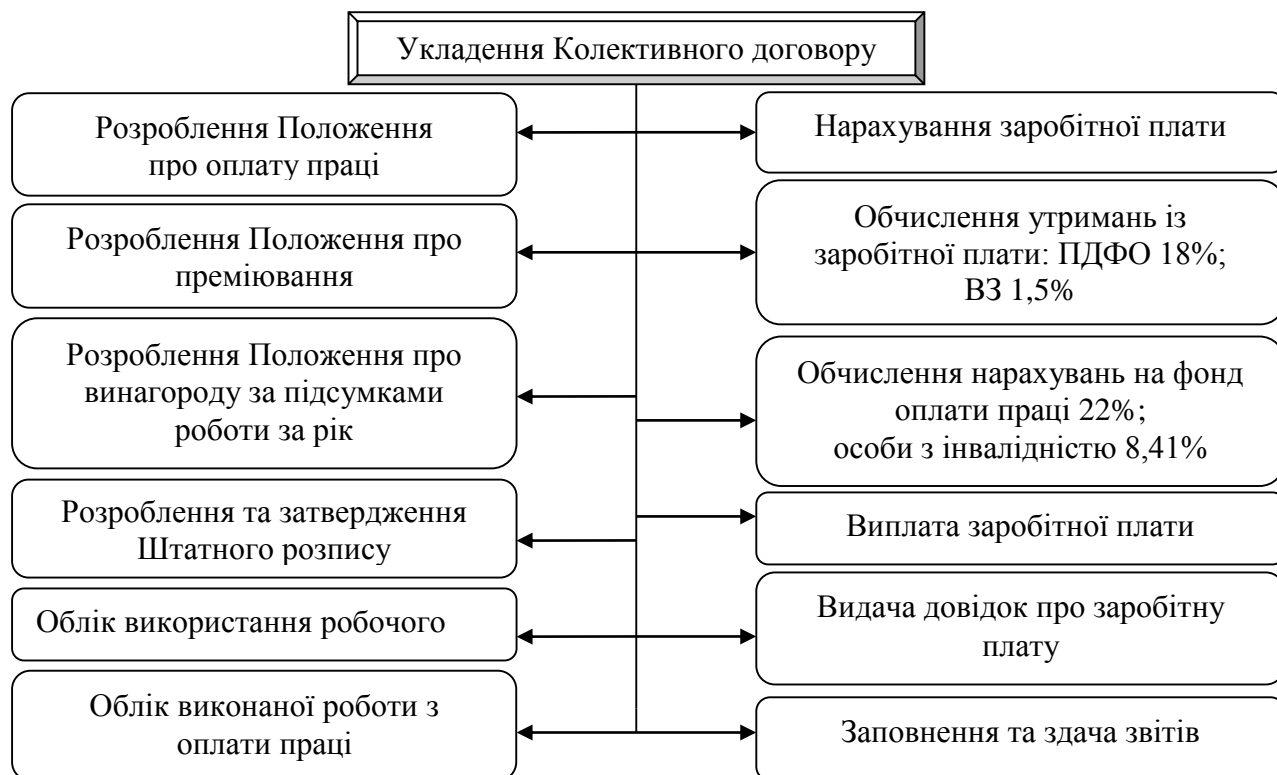 Укладення Колективного договору
Розроблення Положення
про оплату праці
Розроблення Положення про
преміювання
Розроблення Положення про
винагороду за підсумками
роботи за рік
Розроблення та затвердження
Штатного розпису
Облік використання робочого
Облік виконаної роботи з
оплати праці
Нарахування заробітної плати
Обчислення утримань із
заробітної плати: ПДФО 18%;
ВЗ 1,5%
Обчислення нарахувань на фонд
оплати праці 22%;
особи з інвалідністю 8,41%
Виплата заробітної плати
Видача довідок про заробітну
плату
Заповнення та здача звітів